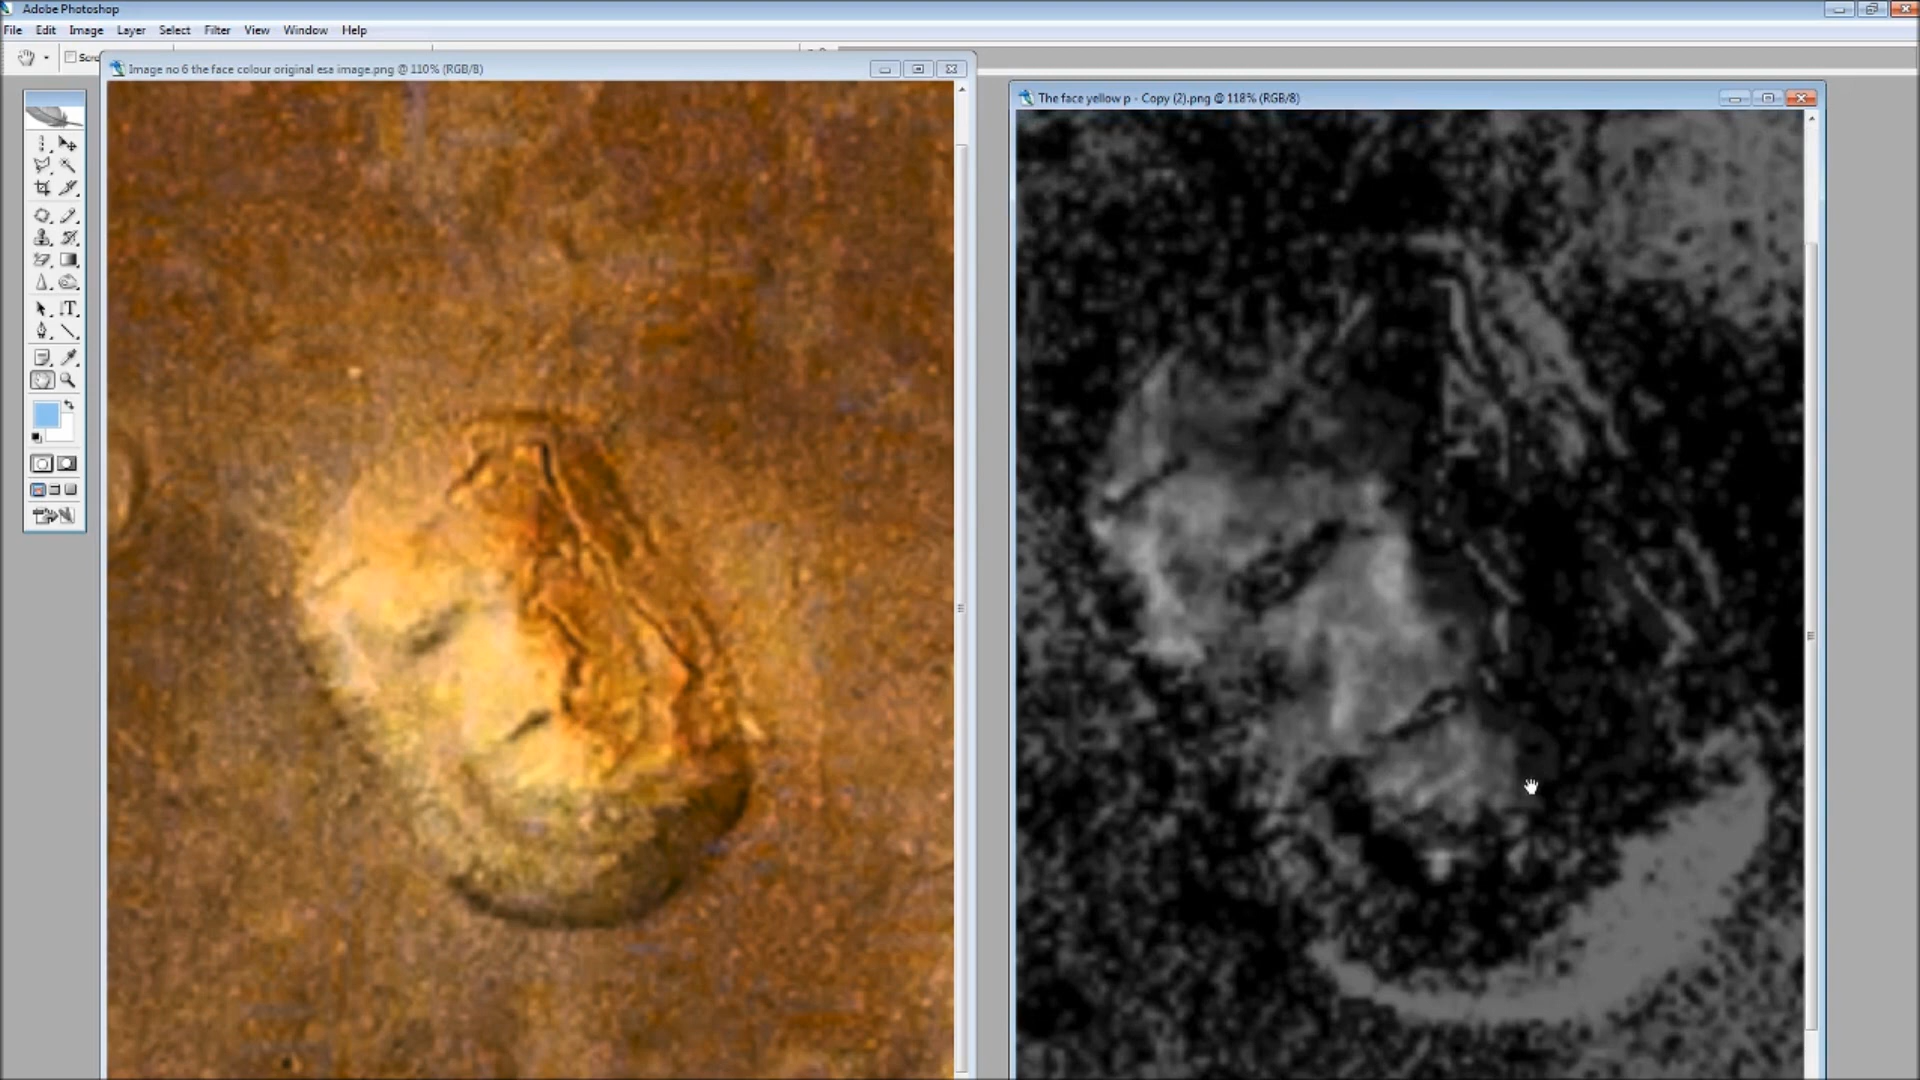 Adobe Photoshop
File Edit Image Layer Select Filter View Window Help
Image no 6 the face colour original esa image.png @ 110% (RGB/8)
The face yellow p - Copy (2).png @ 118% (RGB/8)